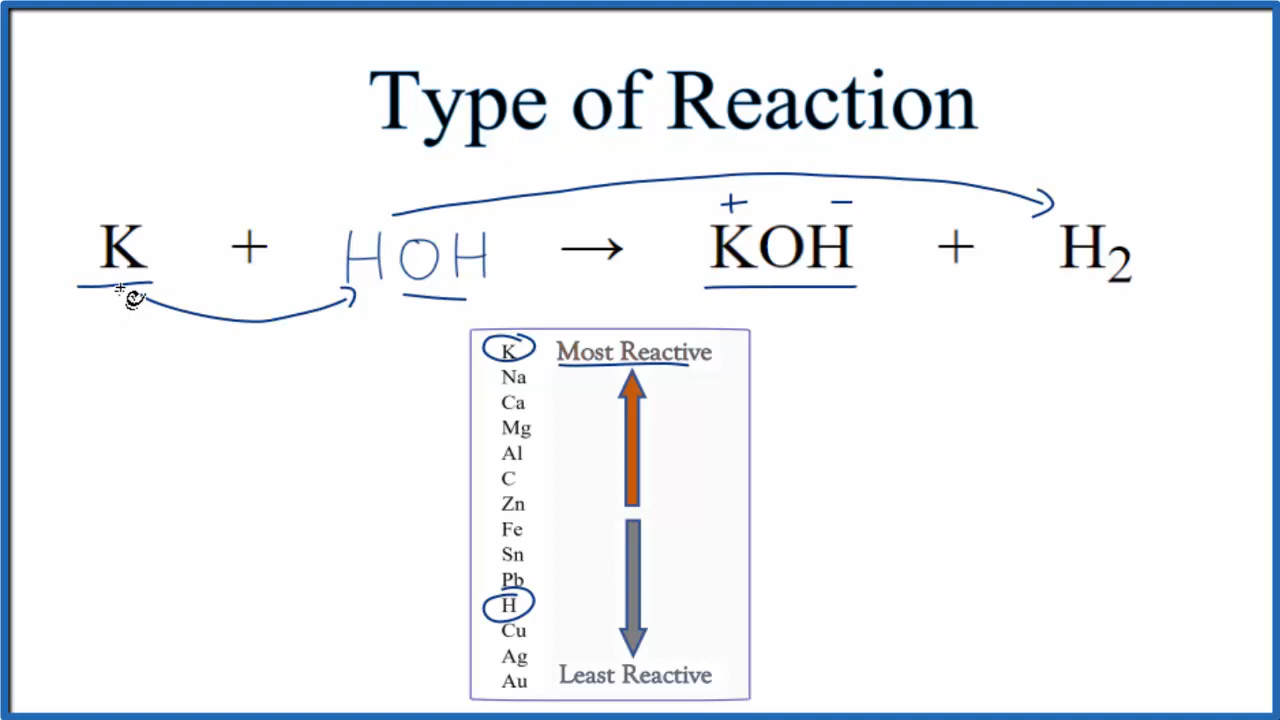 Type of Reaction
+ −
K + HOH → KOH + H₂
K Most Reactive
Na
Ca
Mg
Al
C
Zn
Fe
Sn
Pb
H
Cu
Ag
Au Least Reactive